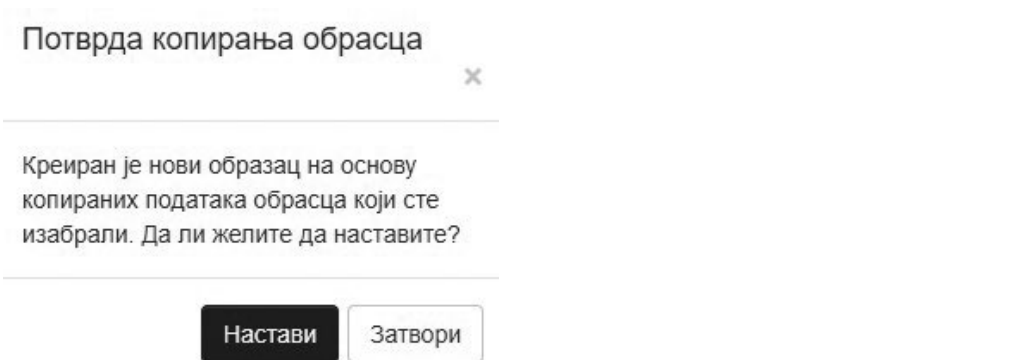 Потврда копирања обрасца
×
Креиран је нови образац на основу
копираних података обрасца који сте
изабрали. Да ли желите да наставите?
Настави Затвори